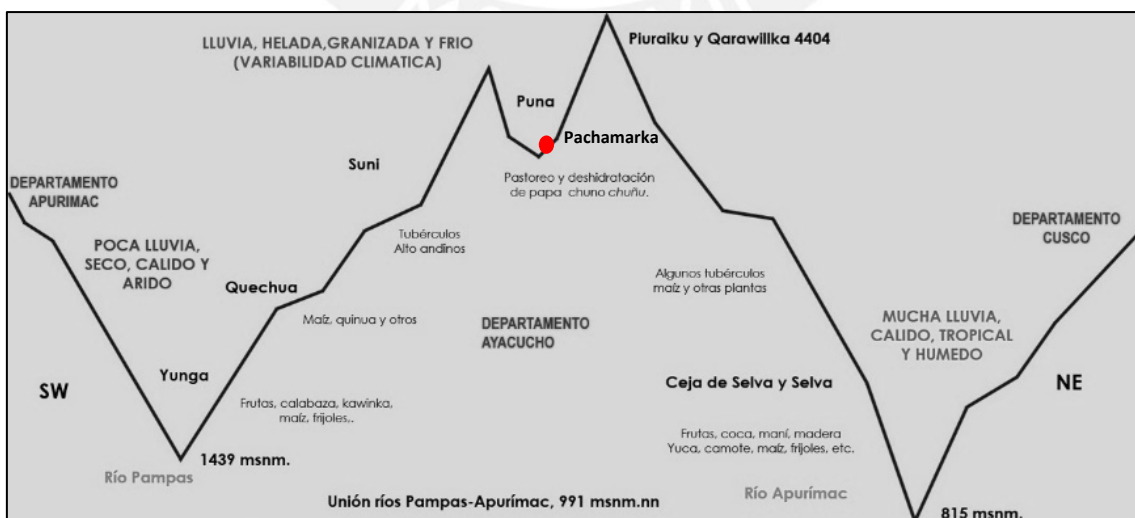 LLUVIA, HELADA,GRANIZADA Y FRIO
(VARIABILIDAD CLIMATICA)
Piuraiku y Qarawillka 4404
Puna
Pachamarka
Suni
Pastoreo y deshidratación
de papa chuno chuñu.
DEPARTAMENTO
APURIMAC
POCA LLUVIA,
SECO, CALIDO Y
ARIDO
Tubérculos
Alto andinos
DEPARTAMENTO
CUSCO
Quechua
Algunos tubérculos
maíz y otras plantas
Maíz, quinua y otros
DEPARTAMENTO
AYACUCHO
MUCHA LLUVIA,
CALIDO, TROPICAL
Y HUMEDO
Yunga
SW
Ceja de Selva y Selva
NE
Frutas, calabaza, kawinka,
maíz, frijoles,.
Frutas, coca, maní, madera
Yuca, camote, maíz, frijoles, etc.
1439 msnm.
Río Pampas
Río Apurímac
Unión ríos Pampas-Apurímac, 991 msnm.nn
815 msnm.